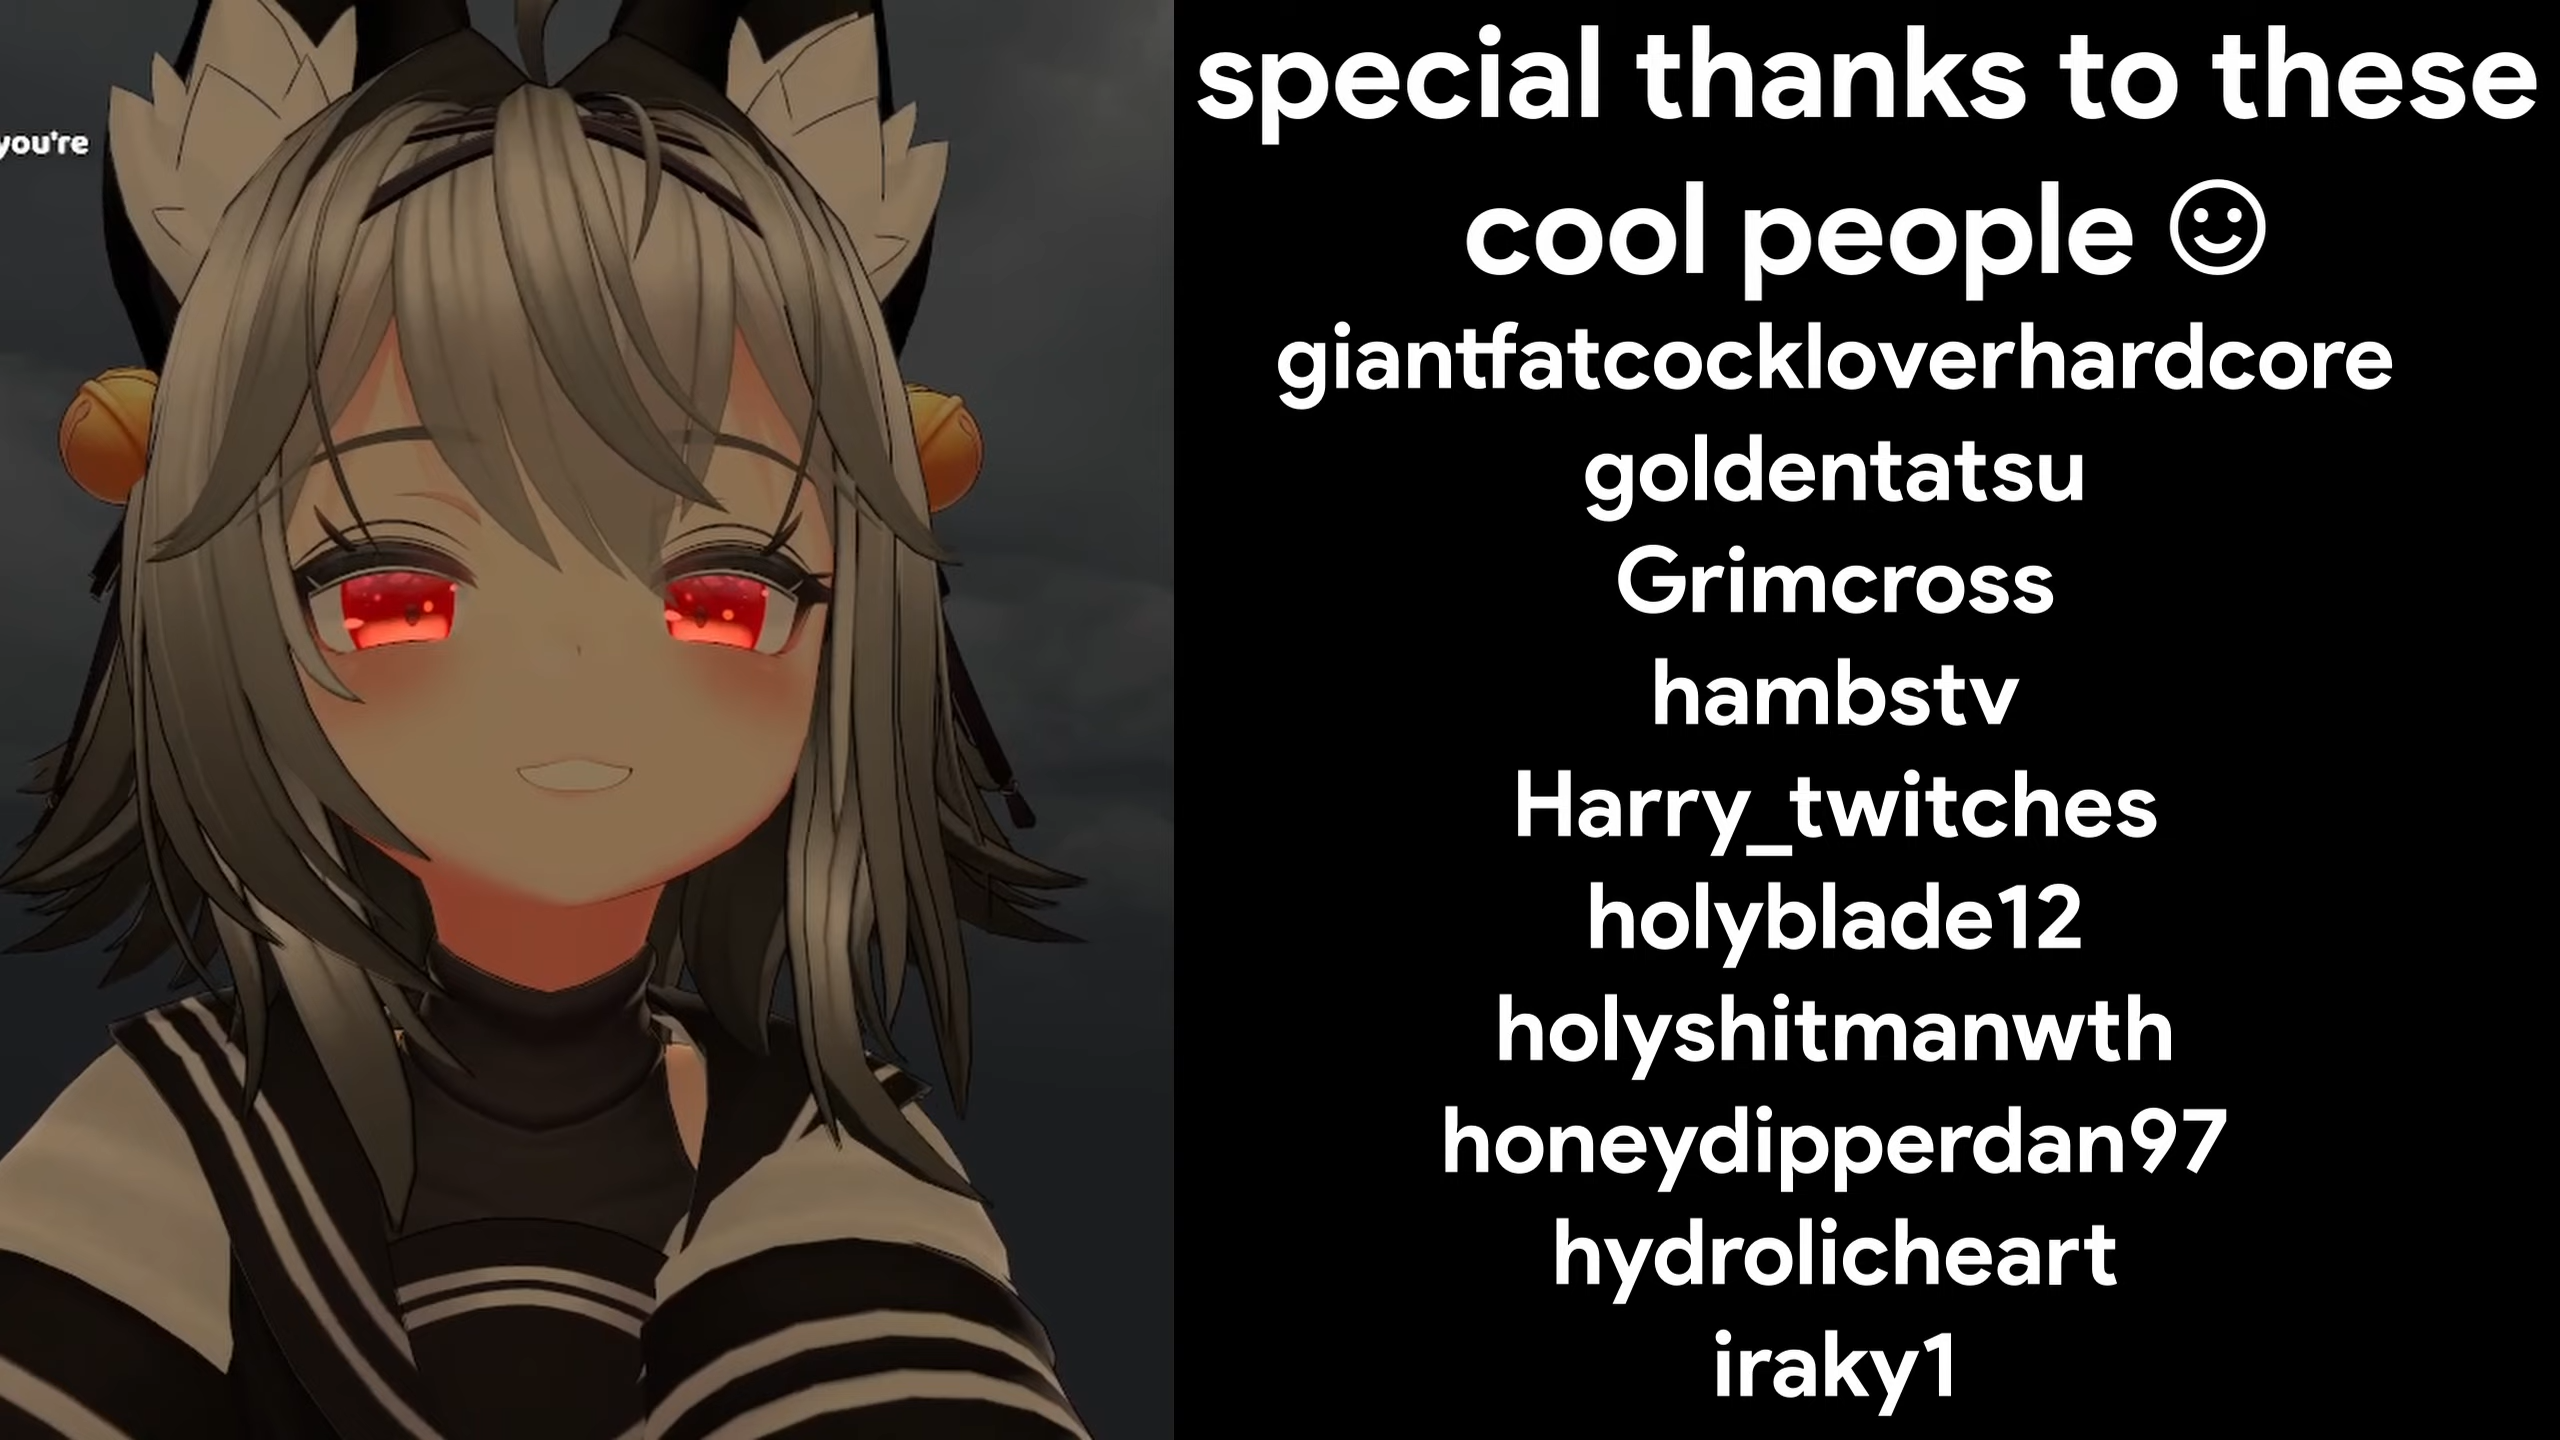 you're
special thanks to these
cool people ☺
giantfatcockloverhardcore
goldentatsu
Grimcross
hambstv
Harry_twitches
holyblade12
holyshitmanwth
honeydipperdan97
hydrolicheart
iraky1